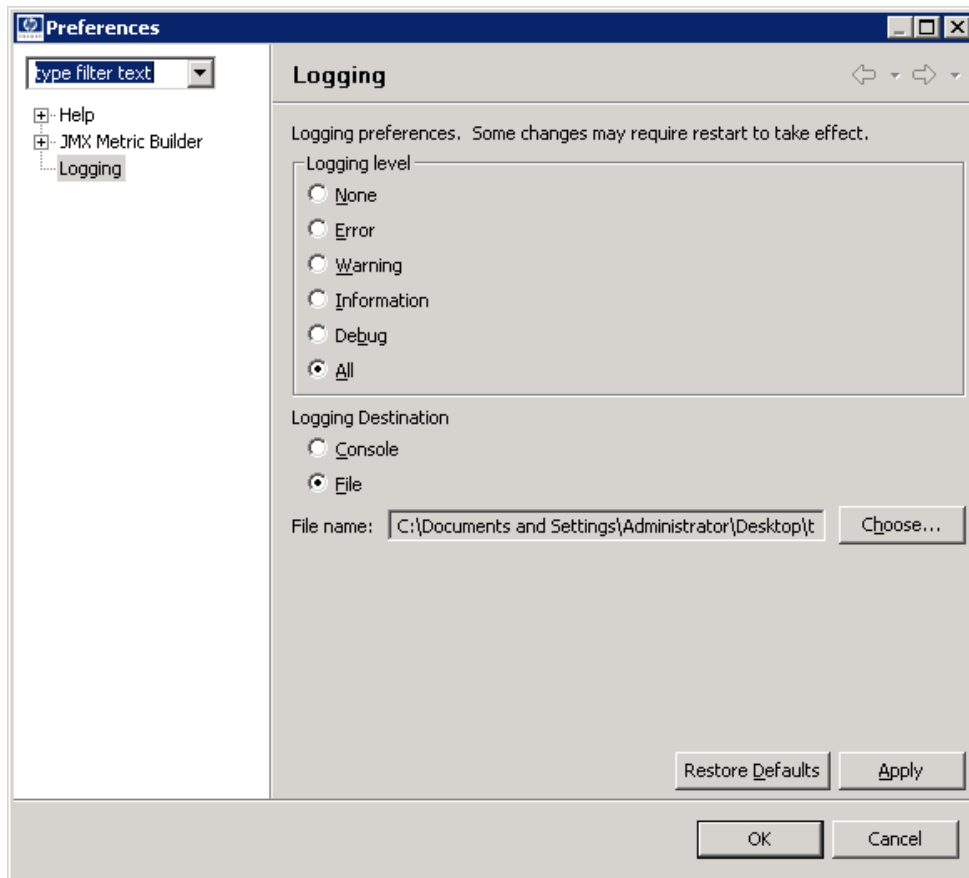 Preferences
type filter text
Help
JMX Metric Builder
Logging
Logging
Logging preferences. Some changes may require restart to take effect.
Logging level
None
Error
Warning
Information
Debug
All
Logging Destination
Console
File
File name: C:\Documents and Settings\Administrator\Desktop\t Choose...
Restore Defaults Apply
OK Cancel